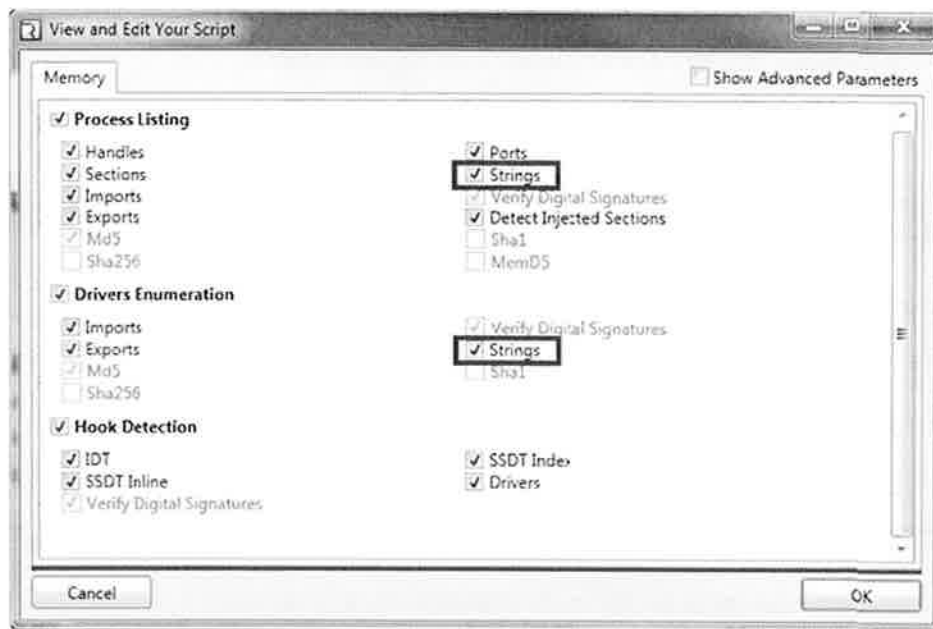 View and Edit Your Script
Memory
Show Advanced Parameters
Process Listing
Handles
Ports
Sections
Strings
Imports
Verify Digital Signatures
Exports
Detect Injected Sections
Md5
Sha1
Sha256
MemD5
Drivers Enumeration
Imports
Verify Digital Signatures
Exports
Strings
Md5
Sha1
Sha256
Hook Detection
IDT
SSDT Index
SSDT Inline
Drivers
Verify Digital Signatures
Cancel
OK